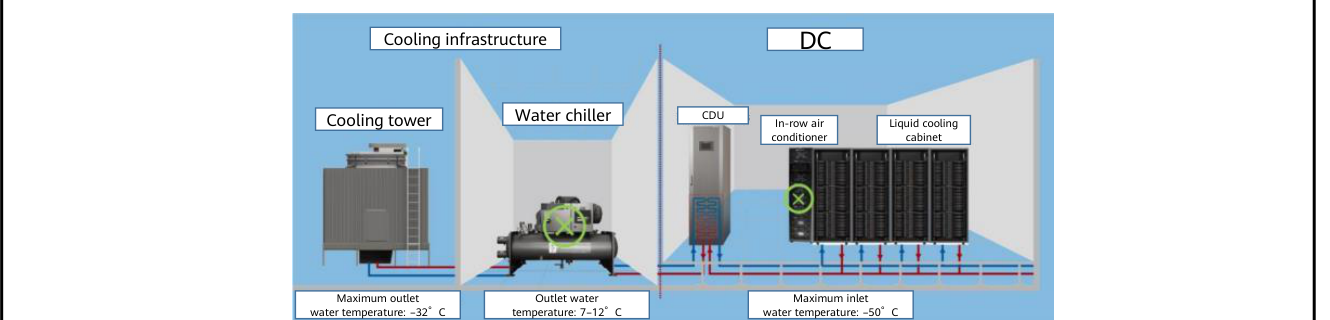 Cooling infrastructure
DC
Cooling tower
Water chiller
CDU
In-row air
conditioner
Liquid cooling
cabinet
Maximum outlet
water temperature: –32° C
Outlet water
temperature: 7–12° C
Maximum inlet
water temperature: –50° C